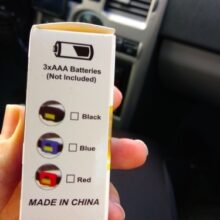 3xAAA Batteries
(Not Included)
Black
Blue
Red
MADE IN CHINA